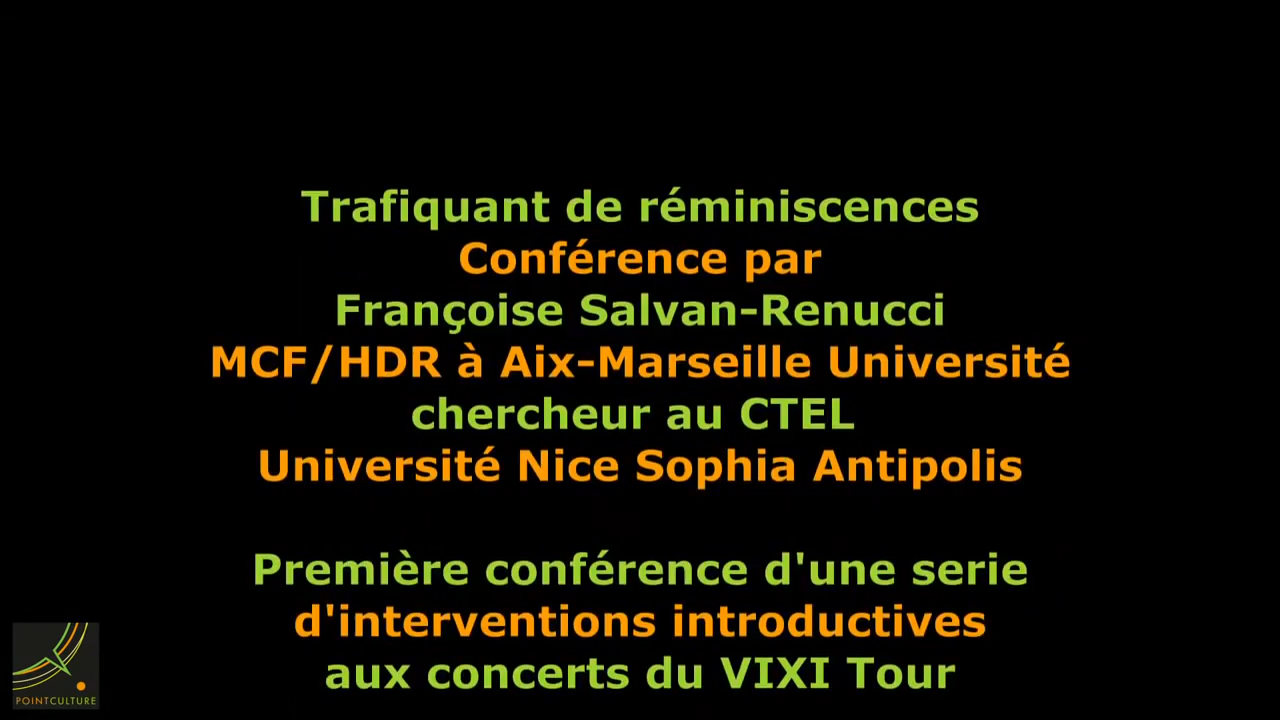 Trafiquant de réminiscences
Conférence par
Françoise Salvan-Renucci
MCF/HDR à Aix-Marseille Université
chercheur au CTEL
Université Nice Sophia Antipolis
Première conférence d'une serie
d'interventions introductives
aux concerts du VIXI Tour
POINTCULTURE